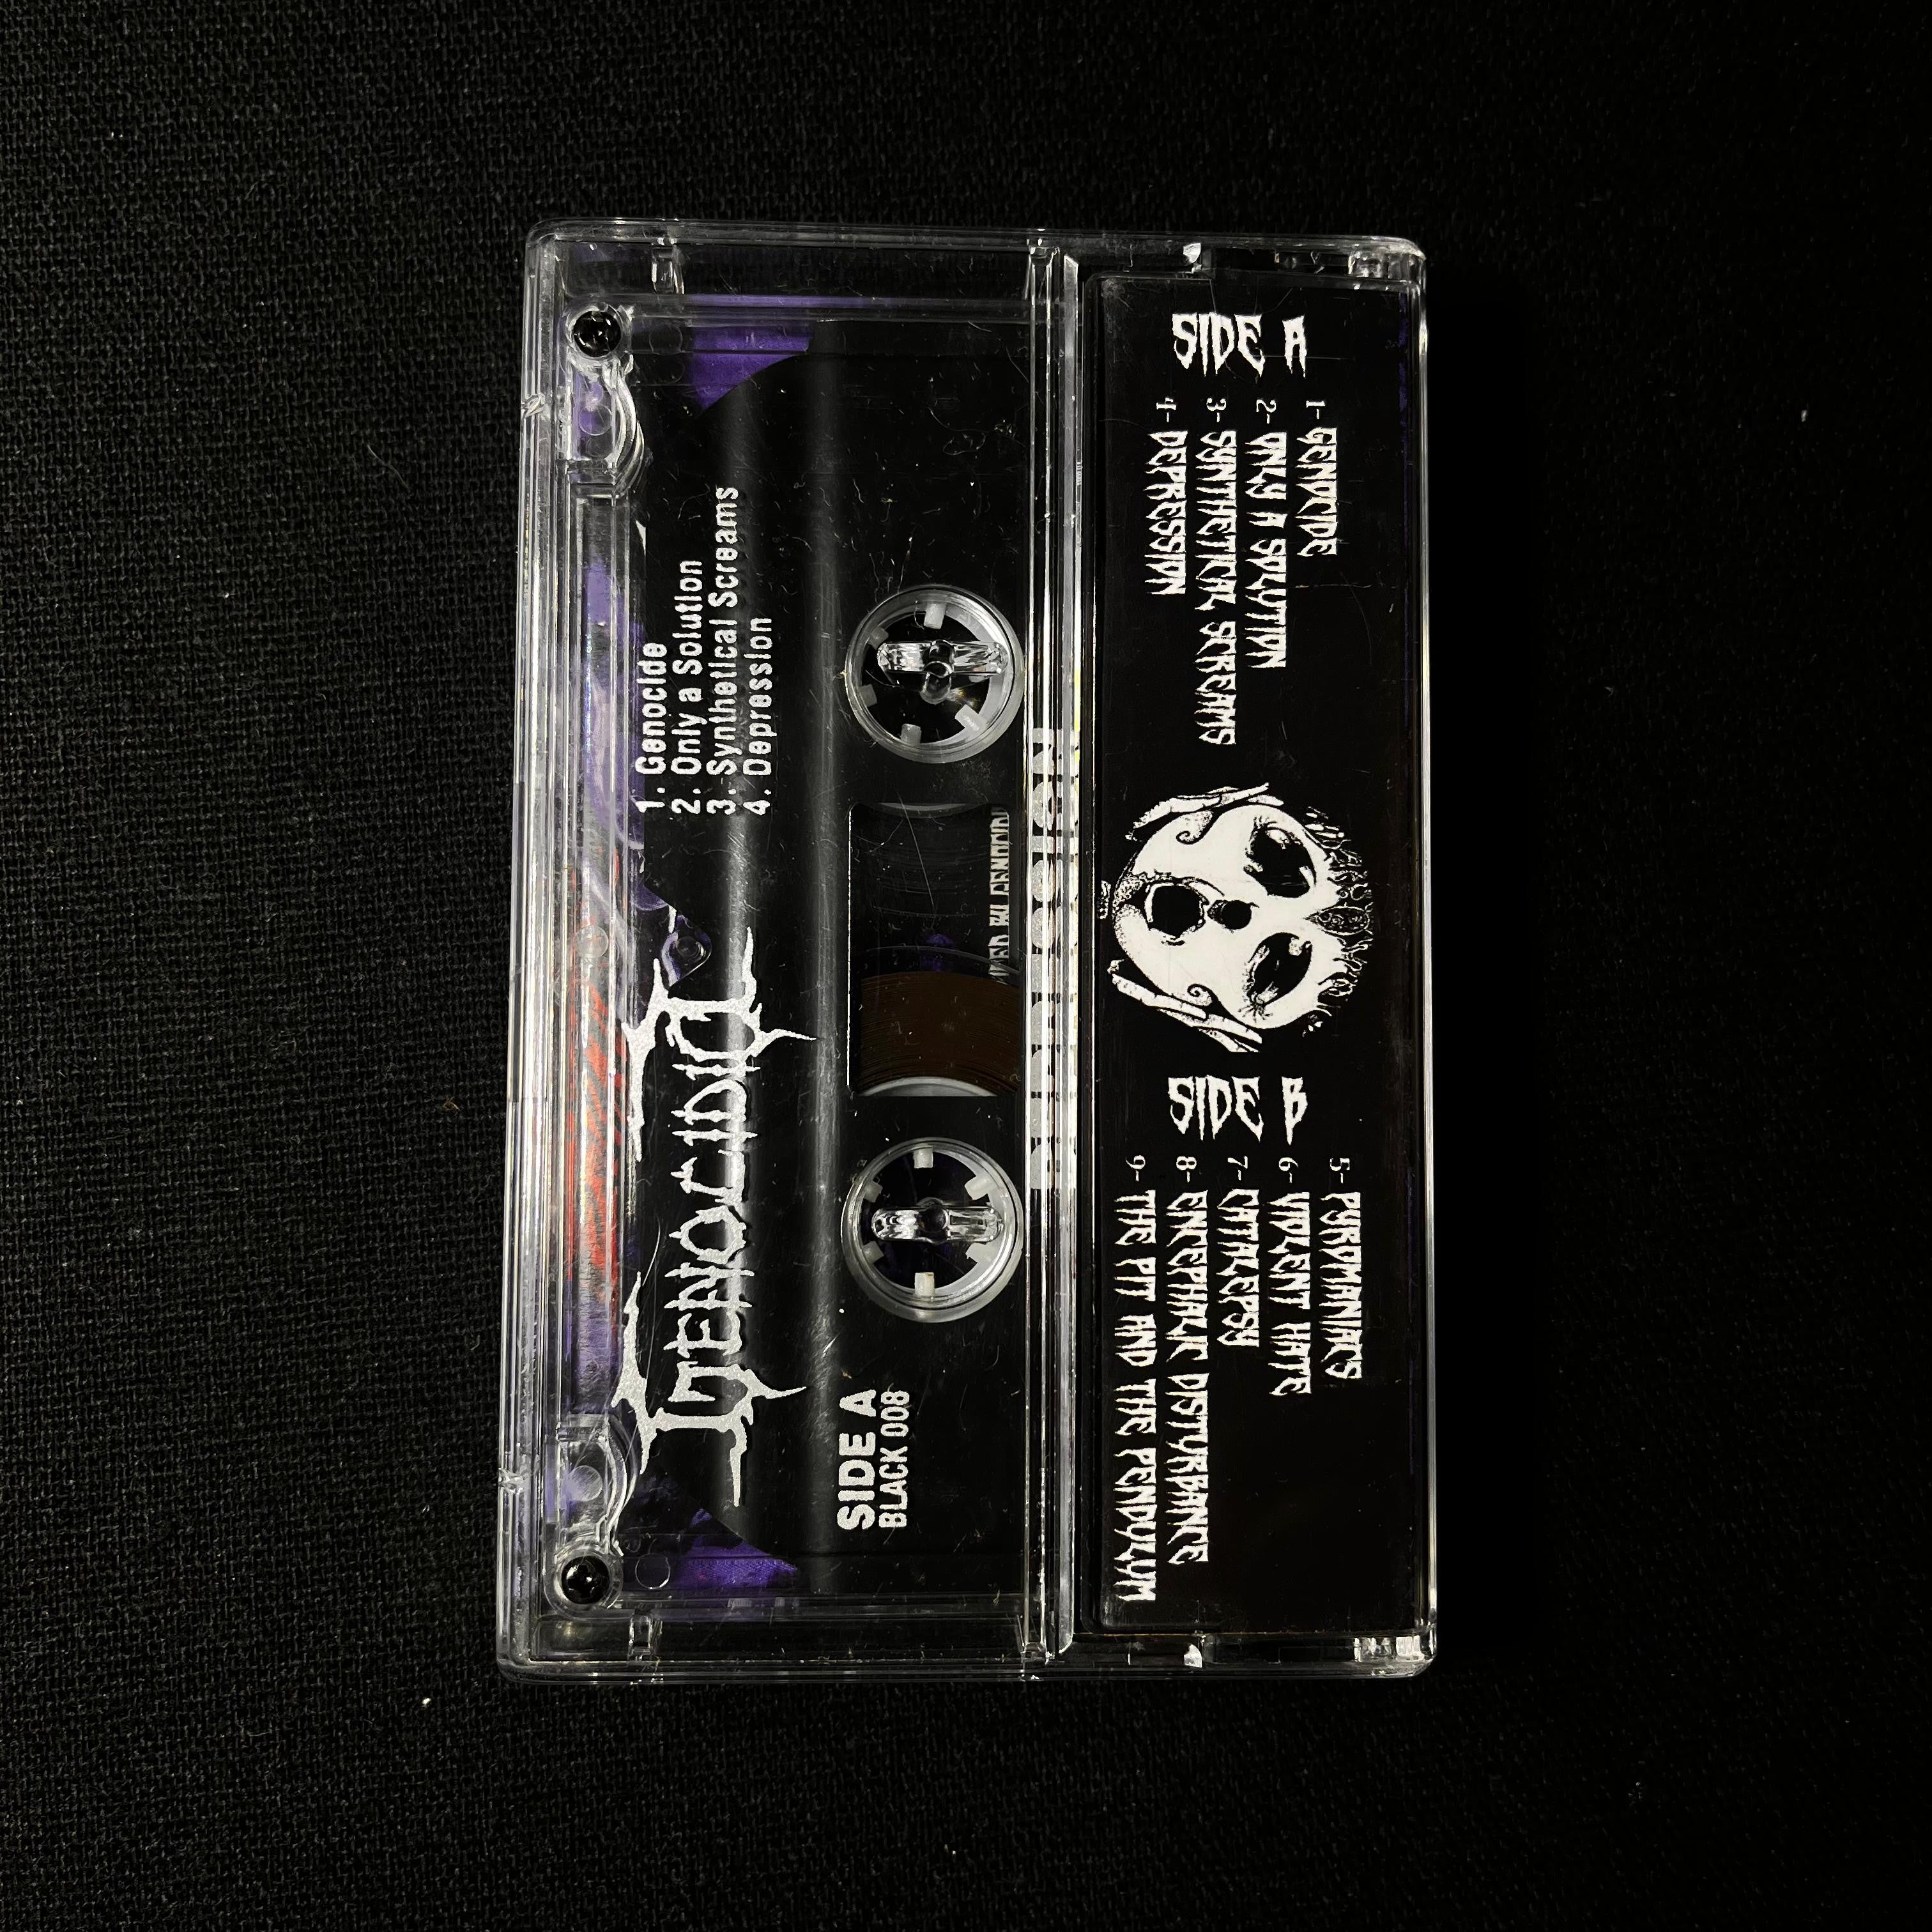 SIDE A
1- GENOCIDE
2- ONLY A SOLUTION
3- SYNTHETICAL SCREAMS
4- DEPRESSION
SIDE B
5- PYROMANIACS
6- VIOLENT HATE
7- CATALEPSY
8- ENCEPHALIC DISTURBANCE
9- THE PIT AND THE PENDULUM
GENOCIDIO
1. Genocide
2. Only a Solution
3. Synthetical Screams
4. Depression
SIDE A
BLACK 008